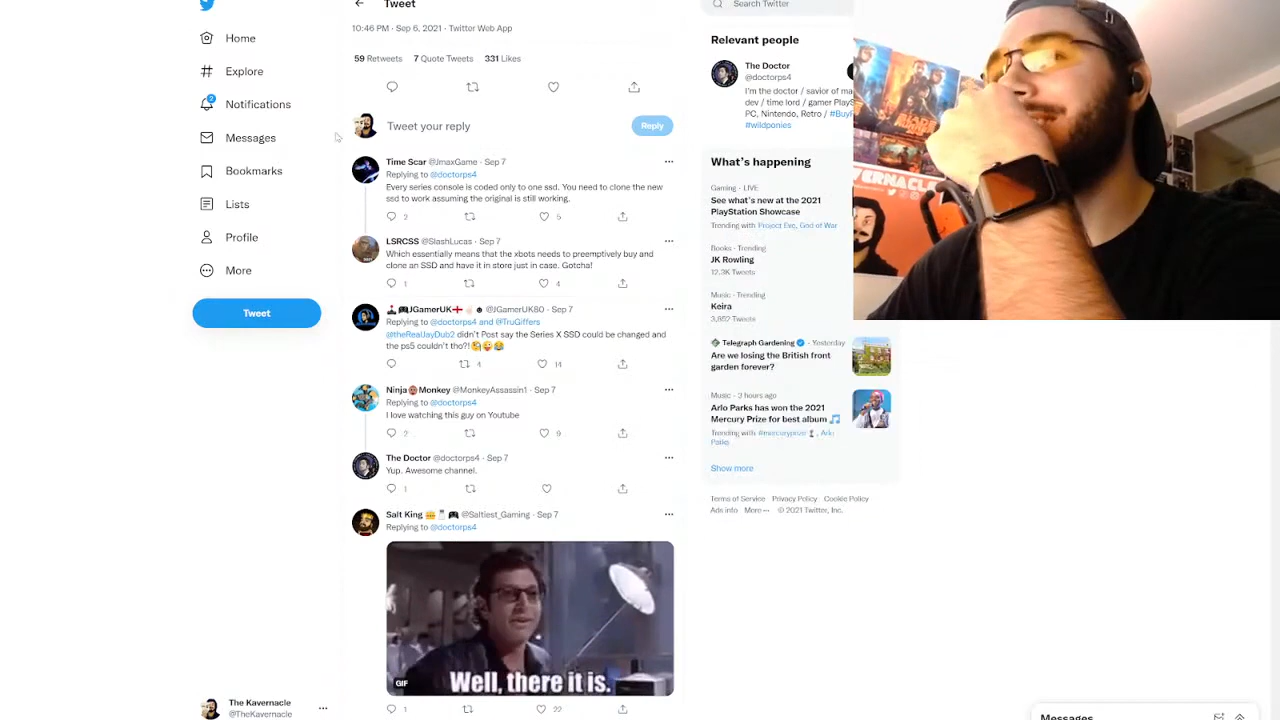 Tweet
Search Twitter
10:46 PM · Sep 6, 2021 · Twitter Web App
59 Retweets 7 Quote Tweets 331 Likes
Home
Explore
2
Notifications
Messages
Bookmarks
Lists
Profile
More
Tweet
Tweet your reply
Reply
Time Scar @JmaxGame · Sep 7
Replying to @doctorps4
Every series console is coded only to one ssd. You need to clone the new
ssd to work assuming the original is still working.
2 5
LSRCSS @SlashLucas · Sep 7
Which essentially means that the xbots needs to preemptively buy and
clone an SSD and have it in store just in case. Gotcha!
1 4
JGamerUK @JGamerUK80 · Sep 7
Replying to @doctorps4 and @TruGiffers
@theRealJayDub2 didn't Post say the Series X SSD could be changed and
the ps5 couldn't tho?!🧐😜😂
4 14
Ninja Monkey @MonkeyAssassin1 · Sep 7
Replying to @doctorps4
I love watching this guy on Youtube
2 9
The Doctor @doctorps4 · Sep 7
Yup. Awesome channel.
1
Salt King @Saltiest_Gaming · Sep 7
Replying to @doctorps4
Well, there it is.
GIF
1 22
Relevant people
The Doctor
@doctorps4
I'm the doctor / savior of ma
dev / time lord / gamer PlayS
PC, Nintendo, Retro / #Buy
#wildponies
What's happening
Gaming · LIVE
See what's new at the 2021
PlayStation Showcase
Trending with Project Eve, God of War
Books · Trending
JK Rowling
12.3K Tweets
Music · Trending
Keira
3,952 Tweets
Telegraph Gardening · Yesterday
Are we losing the British front
garden forever?
Music · 3 hours ago
Arlo Parks has won the 2021
Mercury Prize for best album 🎵
Trending with #mercuryprize, Arlo
Parks
Show more
Terms of Service Privacy Policy Cookie Policy
Ads info More ··· © 2021 Twitter, Inc.
BLADE RUNNER
VERNACLE
The Kavernacle
@TheKavernacle
Messages